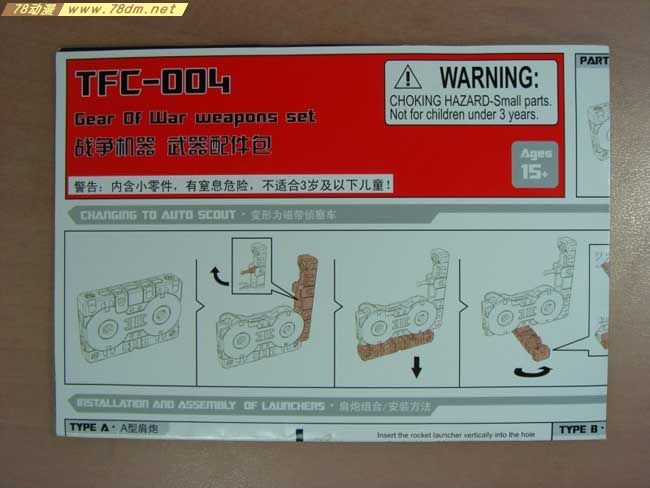 78动漫
www.78dm.net
TFC-004
Gear Of War weapons set
战争机器 武器配件包
WARNING:
CHOKING HAZARD-Small parts.
Not for children under 3 years.
Ages
15+
警告：内含小零件，有窒息危险，不适合3岁及以下儿童！
PART
CHANGING TO AUTO SCOUT · 变形为磁带侦察车
INSTALLATION AND ASSEMBLY OF LAUNCHERS · 肩炮组合/安装方法
TYPE A · A型肩炮
Insert the rocket launcher vertically into the hole
TYPE B ·